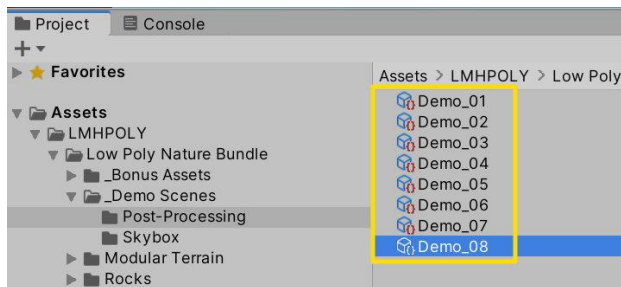 Project Console
Favorites
Assets
LMHPOLY
Low Poly Nature Bundle
_Bonus Assets
_Demo Scenes
Post-Processing
Skybox
Modular Terrain
Rocks
Assets > LMHPOLY > Low Poly
Demo_01
Demo_02
Demo_03
Demo_04
Demo_05
Demo_06
Demo_07
Demo_08